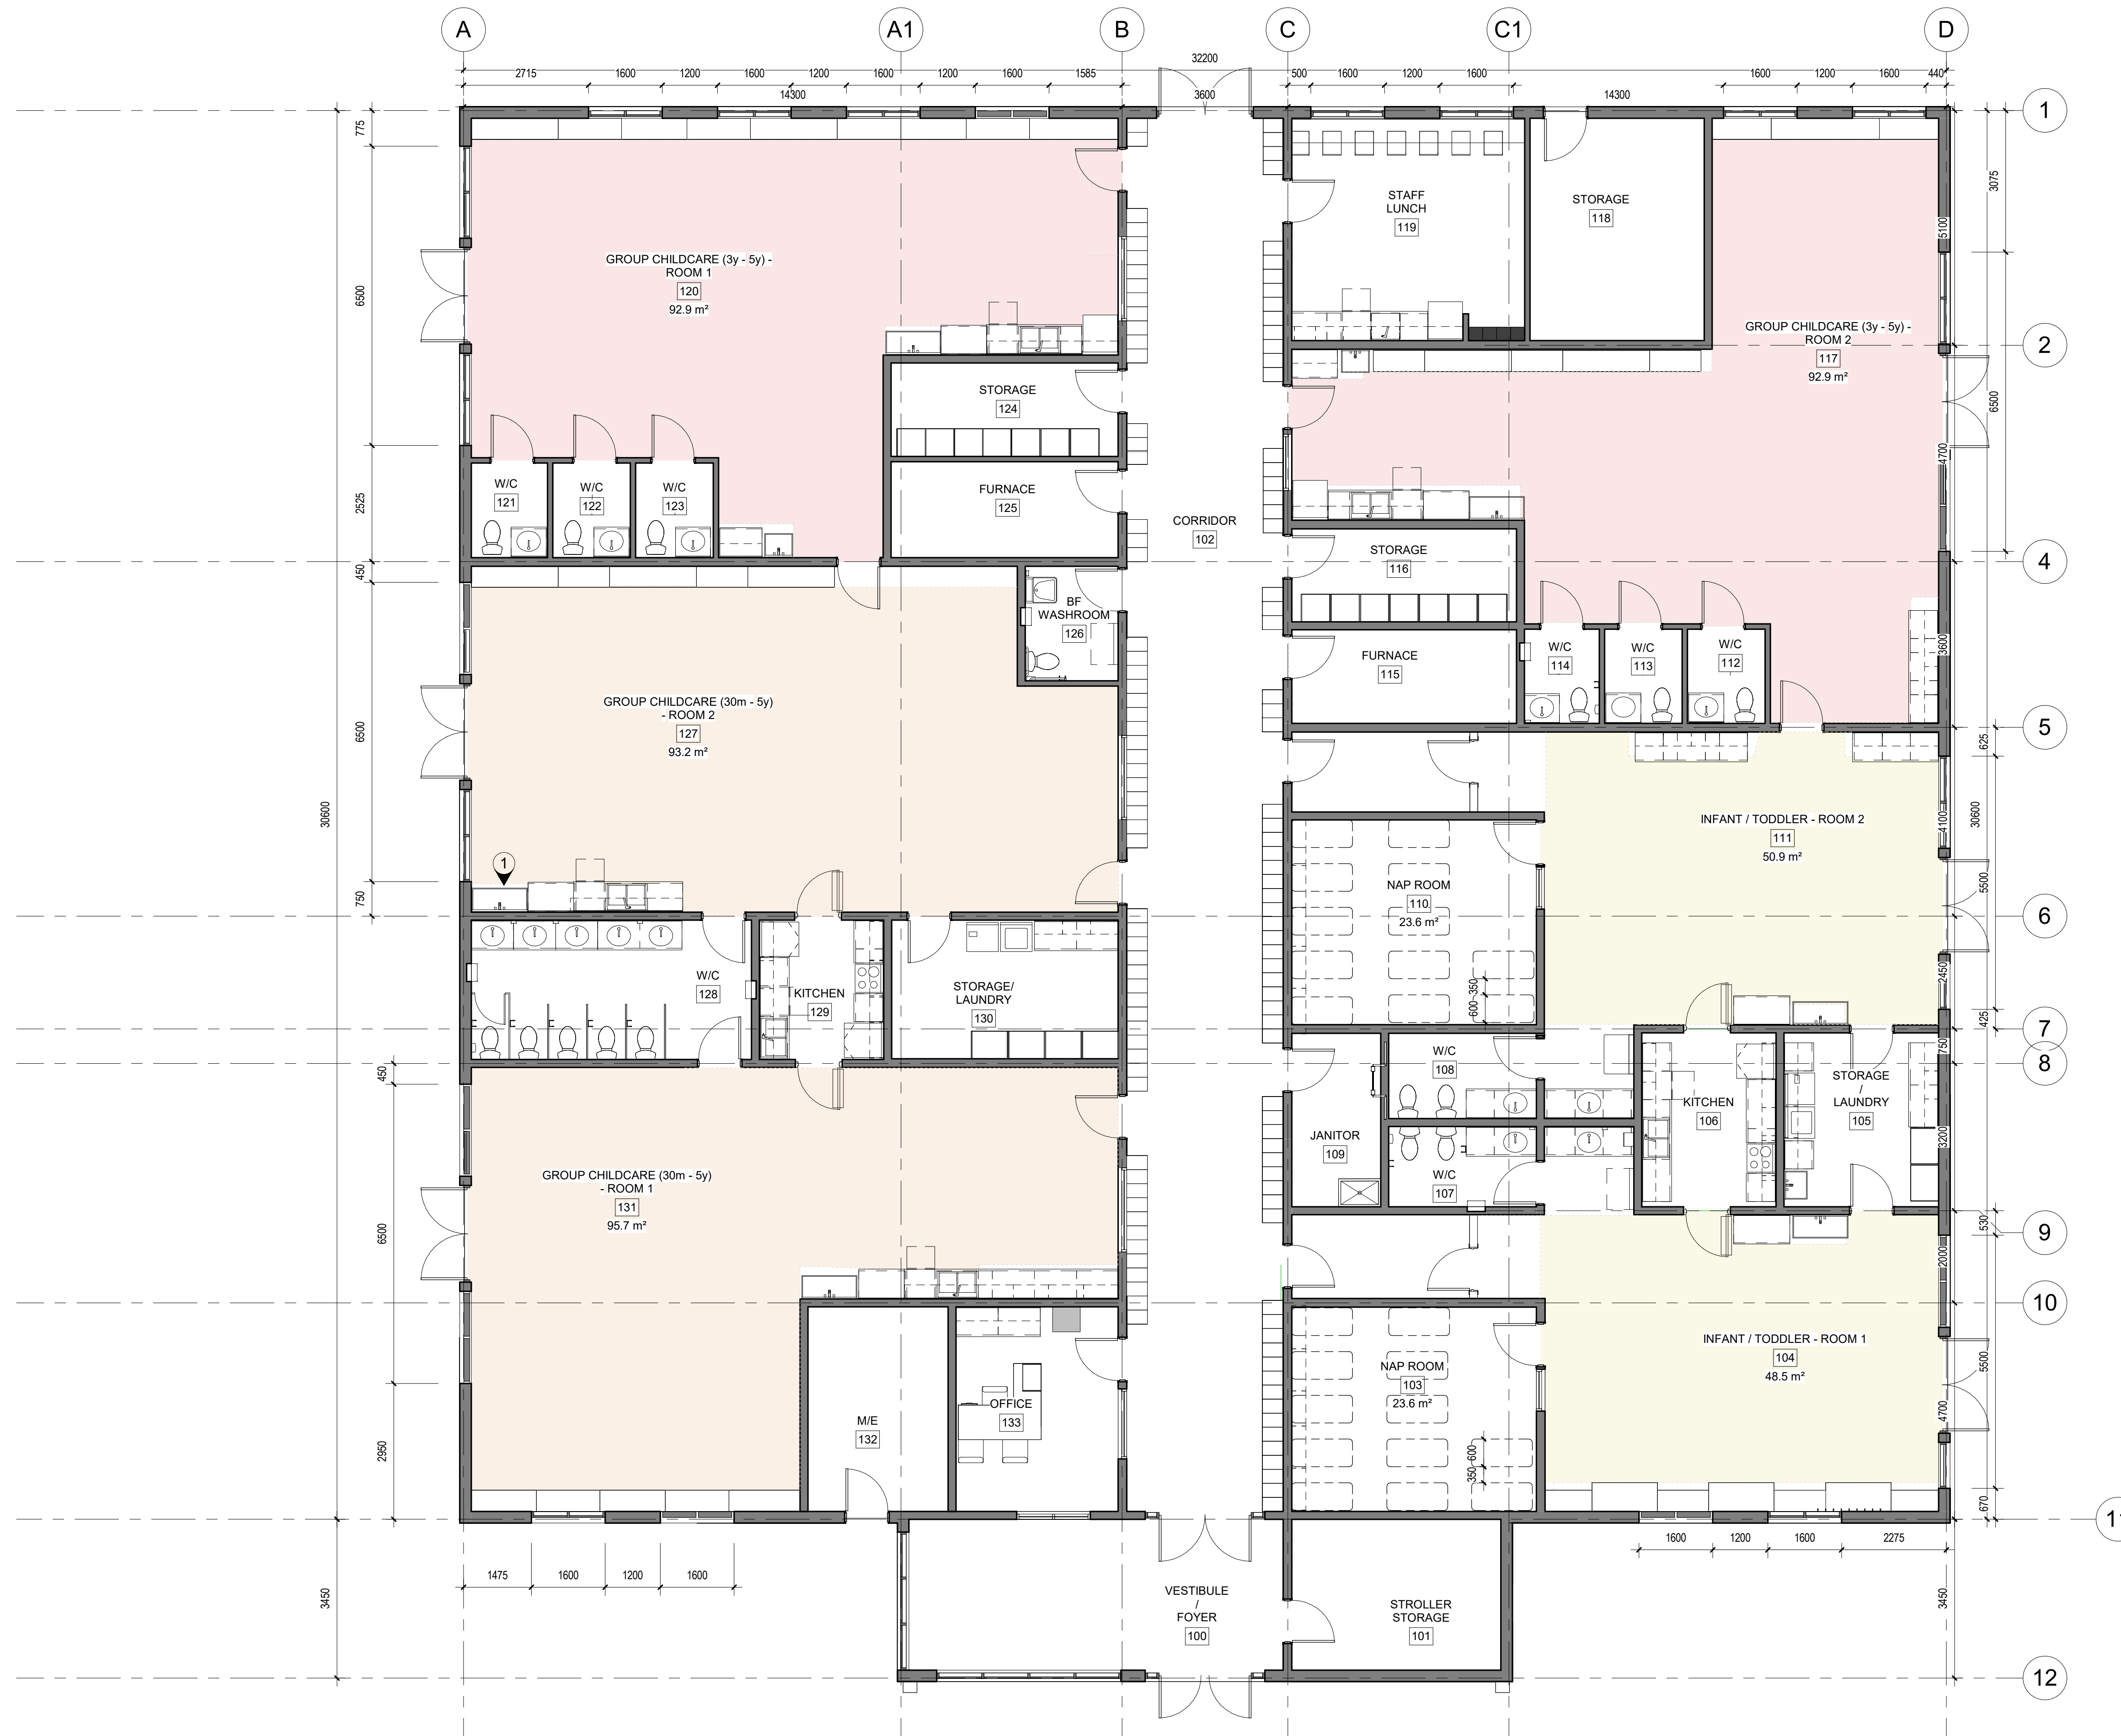 A
A1
B
C
C1
D
32200
2715
1600
1200
1600
1200
1600
1200
1600
1585
500
1600
1200
1600
1600
1200
1600
440
14300
3600
14300
1
775
3075
STAFF
LUNCH
119
STORAGE
118
5100
GROUP CHILDCARE (3y - 5y) -
ROOM 1
120
92.9 m²
6500
GROUP CHILDCARE (3y - 5y) -
ROOM 2
117
92.9 m²
2
STORAGE
124
6500
4700
W/C
121
W/C
122
W/C
123
FURNACE
125
2525
CORRIDOR
102
STORAGE
116
4
450
BF
WASHROOM
126
FURNACE
115
W/C
114
W/C
113
W/C
112
3600
GROUP CHILDCARE (30m - 5y)
- ROOM 2
127
93.2 m²
6500
5
625
30600
INFANT / TODDLER - ROOM 2
111
50.9 m²
4100
30600
1
NAP ROOM
110
23.6 m²
5500
750
6
W/C
128
KITCHEN
129
STORAGE/
LAUNDRY
130
350
600
2450
425
7
750
8
450
W/C
108
STORAGE
/
LAUNDRY
105
KITCHEN
106
JANITOR
109
W/C
107
3200
GROUP CHILDCARE (30m - 5y)
- ROOM 1
131
95.7 m²
6500
530
9
2000
10
INFANT / TODDLER - ROOM 1
104
48.5 m²
NAP ROOM
103
23.6 m²
5500
OFFICE
133
M/E
132
4700
2950
600
350
670
1475
1600
1200
1600
1600
1200
1600
2275
3450
VESTIBULE
/
FOYER
100
STROLLER
STORAGE
101
3450
12